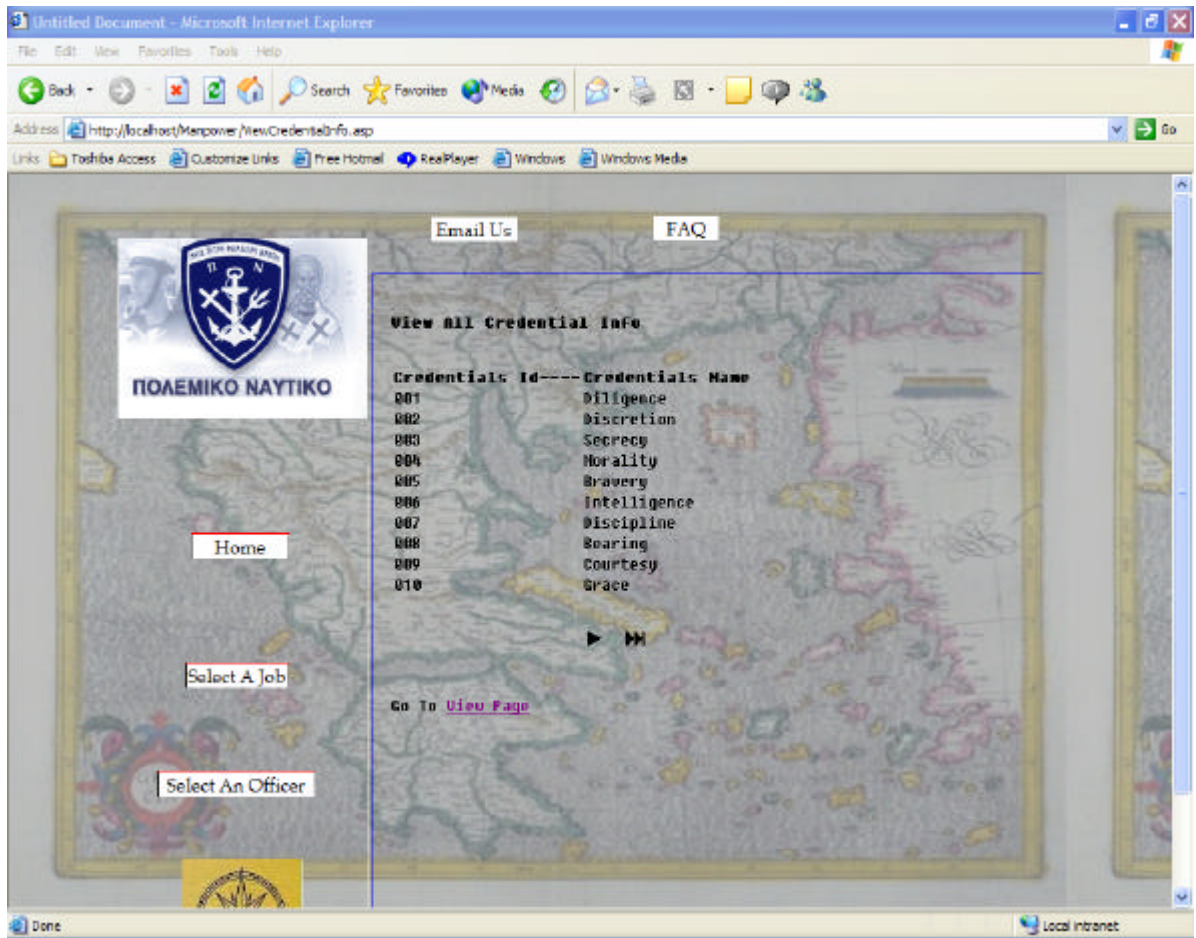 Untitled Document - Microsoft Internet Explorer
File Edit View Favorites Tools Help
Back Search Favorites Media
Address http://localhost/Manpower/ViewCredentialInfo.asp Go
Links Toshiba Access Customize Links Free Hotmail RealPlayer Windows Windows Media
Email Us FAQ
Π Ν
ΠΟΛΕΜΙΚΟ ΝΑΥΤΙΚΟ
View All Credential Info
Credentials Id----Credentials Name
001 Diligence
002 Discretion
003 Secrecy
004 Morality
005 Bravery
006 Intelligence
007 Discipline
008 Bearing
009 Courtesy
010 Grace
Home
Select A Job
Go To View Page
Select An Officer
Done Local intranet